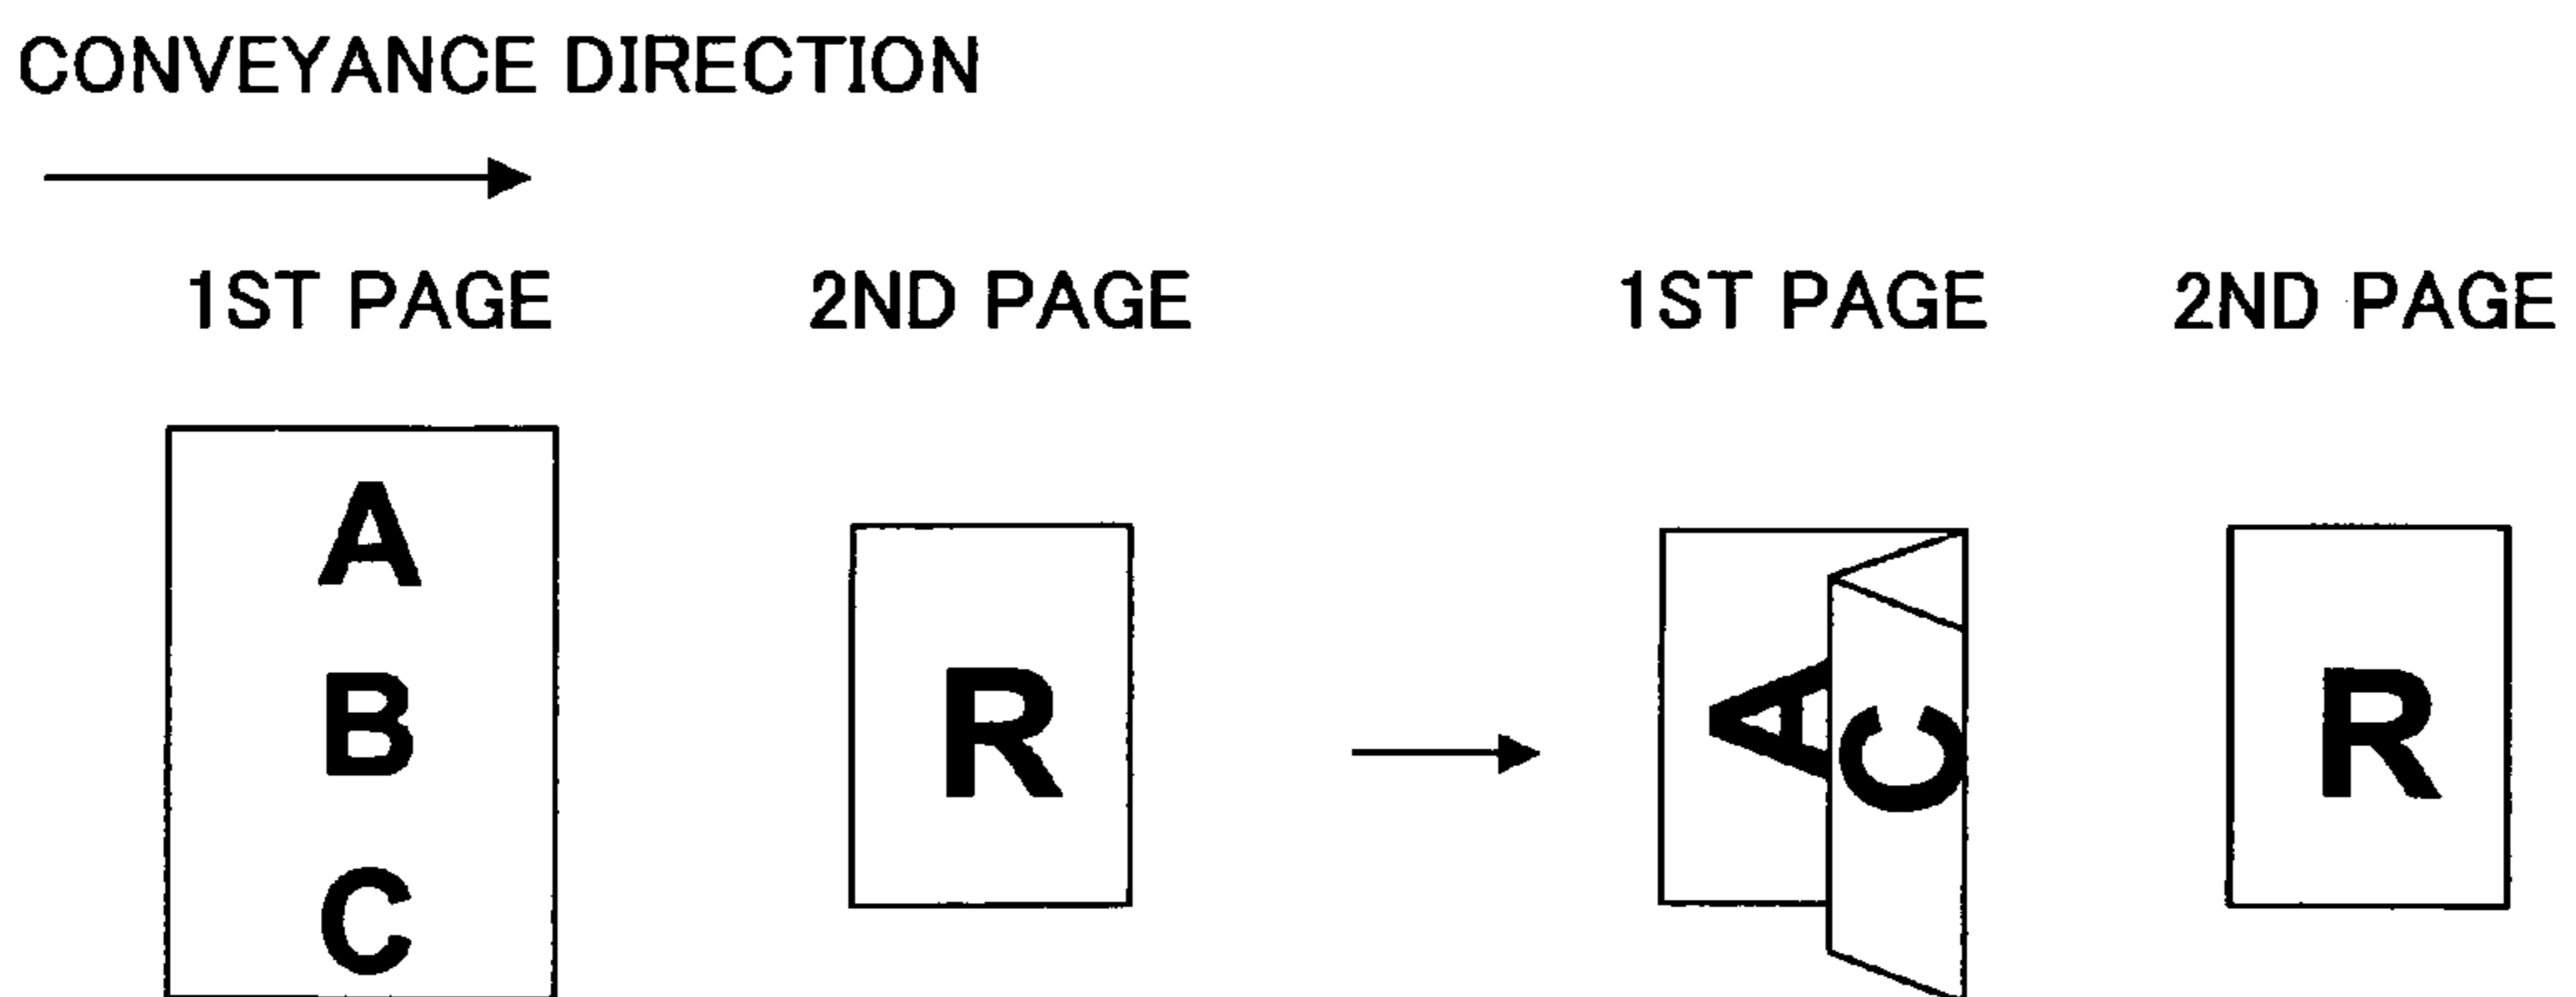 CONVEYANCE DIRECTION
1ST PAGE 2ND PAGE 1ST PAGE 2ND PAGE
A
B
C
R
A
C
R